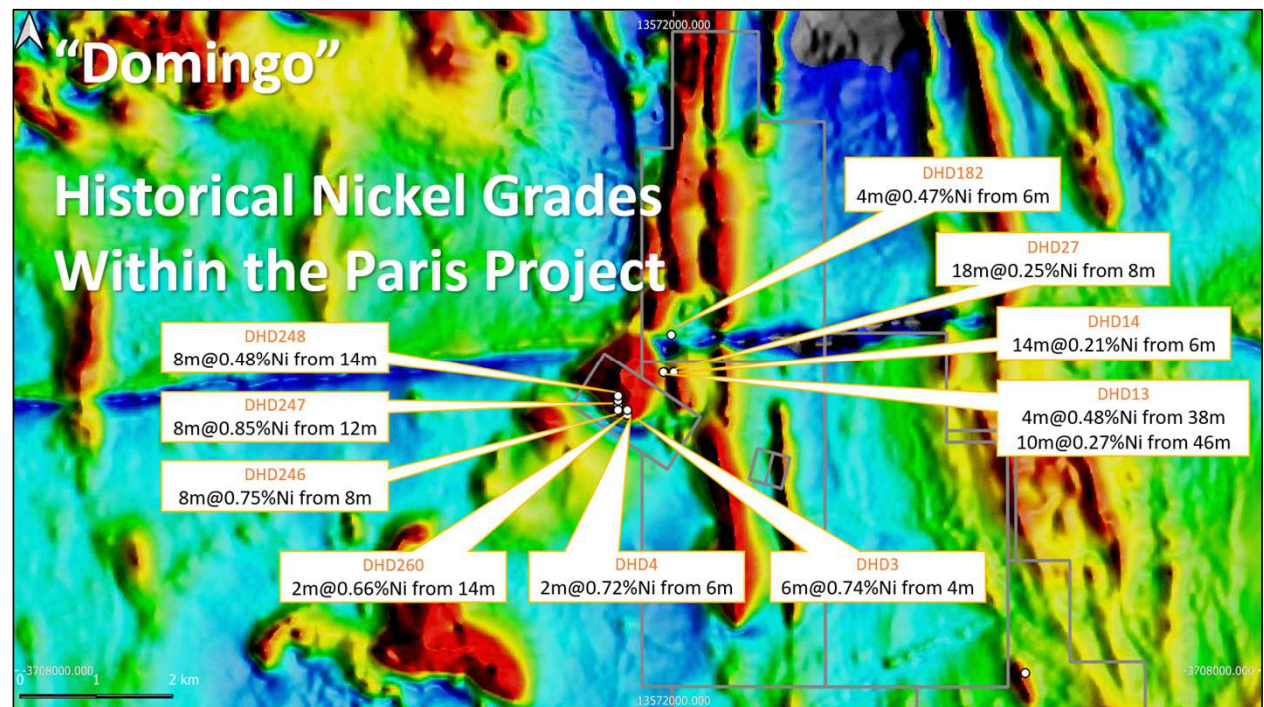 13572000.000
“Domingo”
Historical Nickel Grades
Within the Paris Project
DHD182
4m@0.47%Ni from 6m
DHD27
18m@0.25%Ni from 8m
DHD14
14m@0.21%Ni from 6m
DHD13
4m@0.48%Ni from 38m
10m@0.27%Ni from 46m
DHD248
8m@0.48%Ni from 14m
DHD247
8m@0.85%Ni from 12m
DHD246
8m@0.75%Ni from 8m
DHD260
2m@0.66%Ni from 14m
DHD4
2m@0.72%Ni from 6m
DHD3
6m@0.74%Ni from 4m
-3708000.000
-3708000.000
0 1 2 km
13572000.000